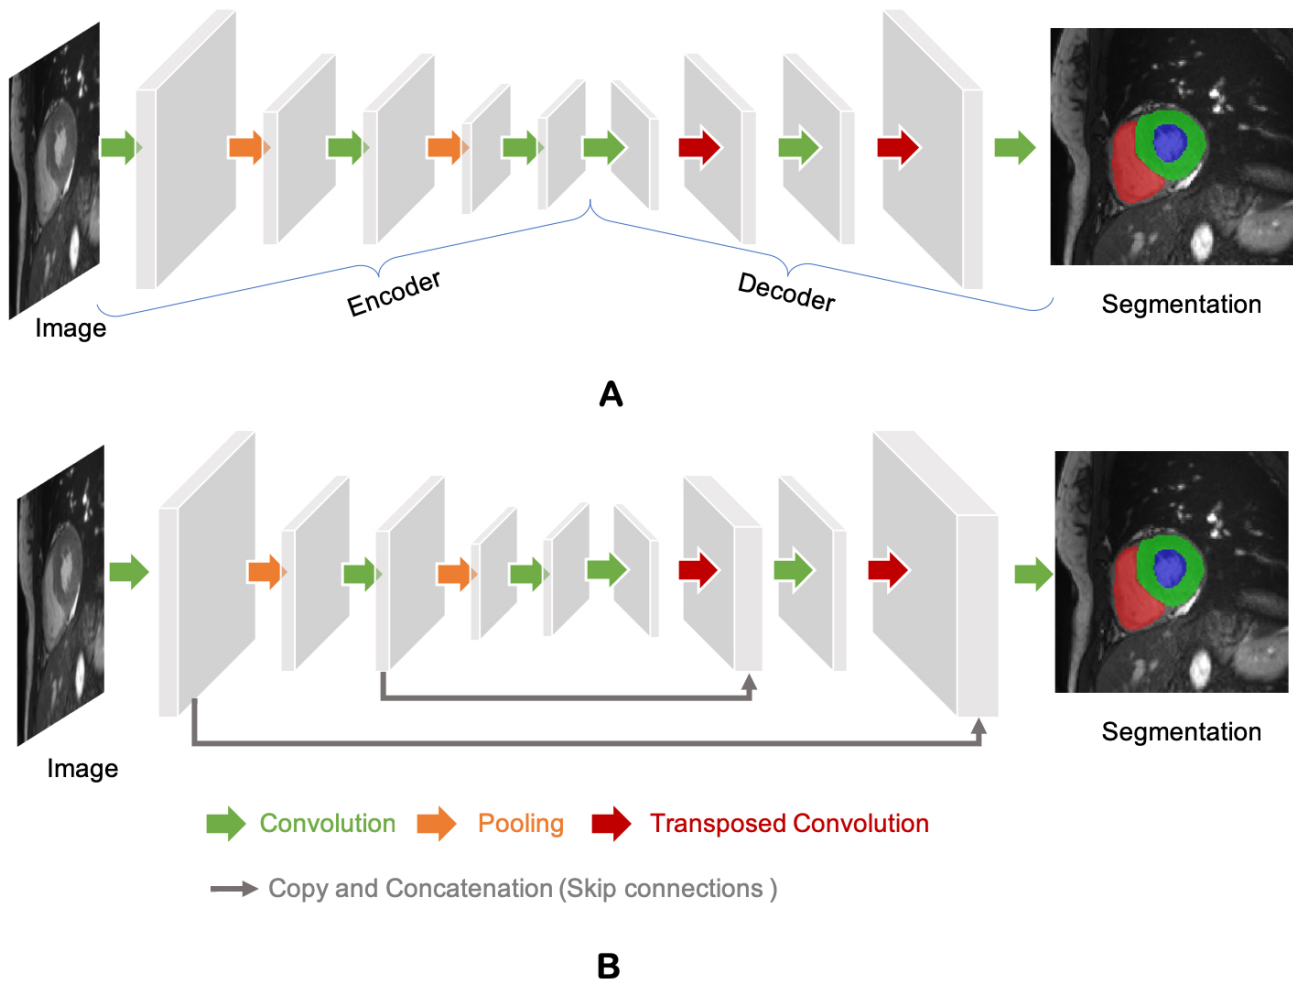 Encoder
Decoder
Image
Segmentation
A
Image
Segmentation
Convolution
Pooling
Transposed Convolution
Copy and Concatenation (Skip connections )
B